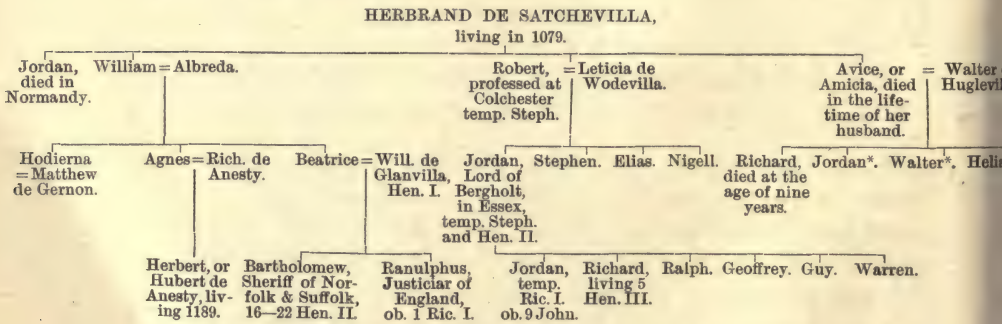 HERBRAND DE SATCHEVILLA,
living in 1079.
Jordan,
died in
Normandy.
William = Albreda.
Robert,
professed at
Colchester
temp. Steph.
= Leticia de
Wodevilla.
Avice, or
Amicia, died
in the life-
time of her
husband.
= Walter
Hodierna
= Matthew
de Gernon.
Agnes = Rich. de
Anesty.
Beatrice = Will. de
Glanvilla,
Hen. I.
Jordan,
Lord of
Bergholt,
in Essex,
temp. Steph.
and Hen. II.
Stephen.
Elias.
Nigell.
Richard,
died at the
age of nine
years.
Jordan*.
Walter*.
Herbert, or
Hubert de
Anesty, liv-
ing 1189.
Bartholomew,
Sheriff of Nor-
folk & Suffolk,
16—22 Hen. II.
Ranulphus,
Justiciar of
England,
ob. 1 Ric. I.
Jordan,
temp.
Ric. I.
ob. 9 John.
Richard,
living 5
Hen. III.
Ralph.
Geoffrey.
Guy.
Warren.